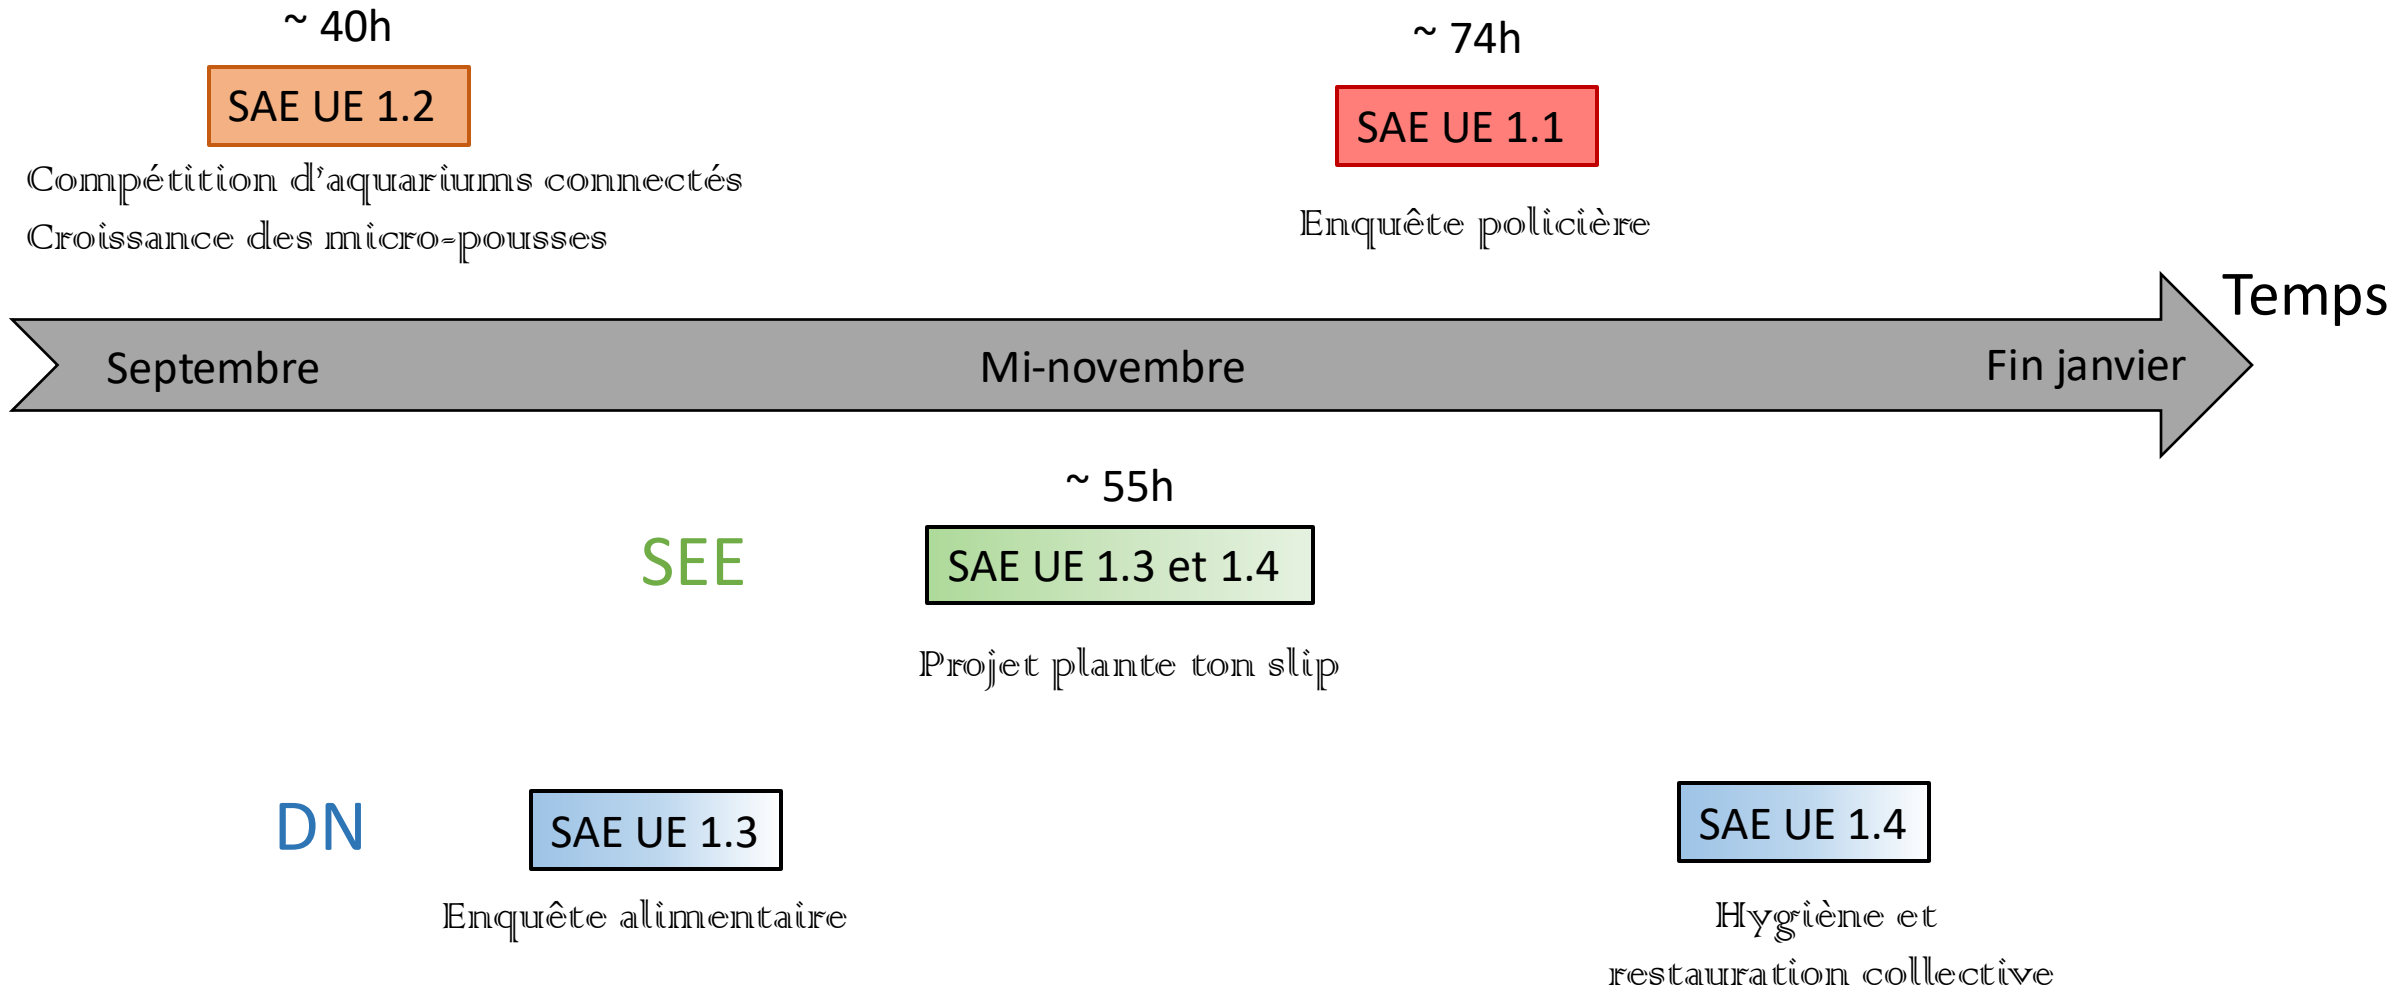 ~ 40h
SAE UE 1.2
Compétition d'aquariums connectés
Croissance des micro-pousses
~ 74h
SAE UE 1.1
Enquête policière
Temps
Septembre
Mi-novembre
Fin janvier
~ 55h
SEE
SAE UE 1.3 et 1.4
Projet plante ton slip
DN
SAE UE 1.3
Enquête alimentaire
SAE UE 1.4
Hygiène et
restauration collective